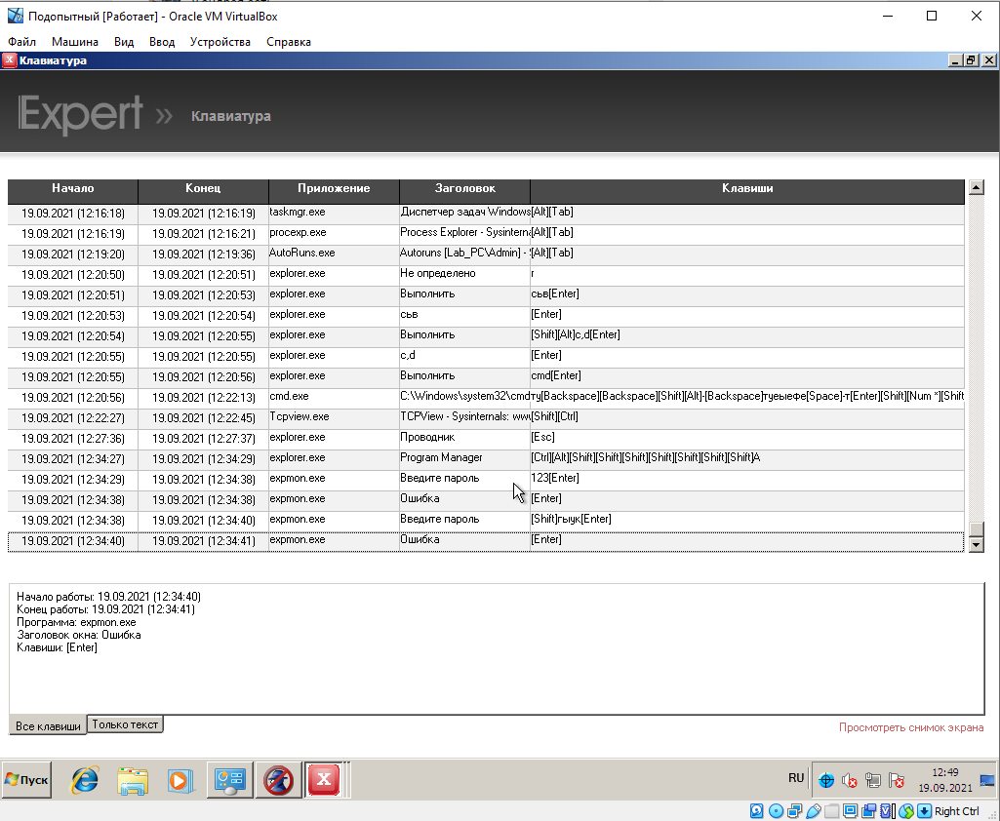 Подопытный [Работает] - Oracle VM VirtualBox
Файл Машина Вид Ввод Устройства Справка
Клавиатура
Expert » Клавиатура
Начало Конец Приложение Заголовок Клавиши
19.09.2021 (12:16:18) 19.09.2021 (12:16:19) taskmgr.exe Диспетчер задач Windows [Alt][Tab]
19.09.2021 (12:16:19) 19.09.2021 (12:16:21) procexp.exe Process Explorer - Sysintern [Alt][Tab]
19.09.2021 (12:19:20) 19.09.2021 (12:19:36) AutoRuns.exe Autoruns [Lab_PC\Admin] - [Alt][Tab]
19.09.2021 (12:20:50) 19.09.2021 (12:20:51) explorer.exe Не определено r
19.09.2021 (12:20:51) 19.09.2021 (12:20:53) explorer.exe Выполнить сьв[Enter]
19.09.2021 (12:20:53) 19.09.2021 (12:20:54) explorer.exe сьв [Enter]
19.09.2021 (12:20:54) 19.09.2021 (12:20:55) explorer.exe Выполнить [Shift][Alt]c,d[Enter]
19.09.2021 (12:20:55) 19.09.2021 (12:20:55) explorer.exe c,d [Enter]
19.09.2021 (12:20:55) 19.09.2021 (12:20:56) explorer.exe Выполнить cmd[Enter]
19.09.2021 (12:20:56) 19.09.2021 (12:22:13) cmd.exe C:\Windows\system32\cmd ту[Backspace][Backspace][Shift][Alt]-[Backspace]туеыефе[Space]-т[Enter][Shift][Num *][Shift
19.09.2021 (12:22:27) 19.09.2021 (12:22:45) Tcpview.exe TCPView - Sysinternals: www [Shift][Ctrl]
19.09.2021 (12:27:36) 19.09.2021 (12:27:37) explorer.exe Проводник [Esc]
19.09.2021 (12:34:27) 19.09.2021 (12:34:29) explorer.exe Program Manager [Ctrl][Alt][Shift][Shift][Shift][Shift][Shift][Shift][Shift]A
19.09.2021 (12:34:29) 19.09.2021 (12:34:38) expmon.exe Введите пароль 123[Enter]
19.09.2021 (12:34:38) 19.09.2021 (12:34:38) expmon.exe Ошибка [Enter]
19.09.2021 (12:34:38) 19.09.2021 (12:34:40) expmon.exe Введите пароль [Shift]гыук[Enter]
19.09.2021 (12:34:40) 19.09.2021 (12:34:41) expmon.exe Ошибка [Enter]
Начало работы: 19.09.2021 (12:34:40)
Конец работы: 19.09.2021 (12:34:41)
Программа: expmon.exe
Заголовок окна: Ошибка
Клавиши: [Enter]
Все клавиши Только текст
Просмотреть снимок экрана
Пуск RU 12:49
19.09.2021
Right Ctrl